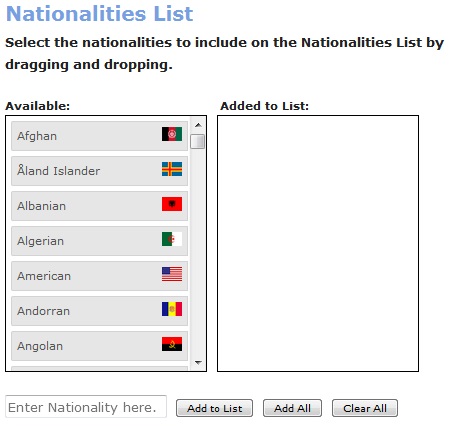 Nationalities List
Select the nationalities to include on the Nationalities List by
dragging and dropping.
Available:
Added to List:
Afghan
Åland Islander
Albanian
Algerian
American
Andorran
Angolan
Enter Nationality here.
Add to List
Add All
Clear All